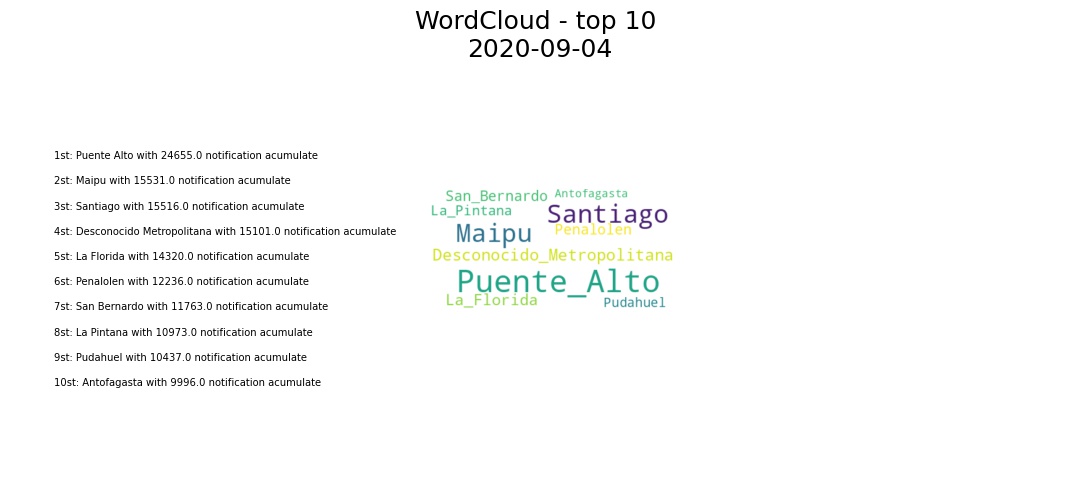 WordCloud - top 10
2020-09-04
1st: Puente Alto with 24655.0 notification acumulate
2st: Maipu with 15531.0 notification acumulate
3st: Santiago with 15516.0 notification acumulate
4st: Desconocido Metropolitana with 15101.0 notification acumulate
5st: La Florida with 14320.0 notification acumulate
6st: Penalolen with 12236.0 notification acumulate
7st: San Bernardo with 11763.0 notification acumulate
8st: La Pintana with 10973.0 notification acumulate
9st: Pudahuel with 10437.0 notification acumulate
10st: Antofagasta with 9996.0 notification acumulate
San_Bernardo Antofagasta
La_Pintana Santiago
Maipu Penalolen
Desconocido_Metropolitana
Puente_Alto
La_Florida Pudahuel